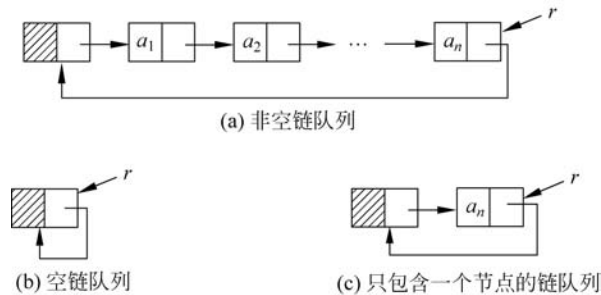 r
a1 a2 … an
(a) 非空链队列
r r
an
(b) 空链队列 (c) 只包含一个节点的链队列